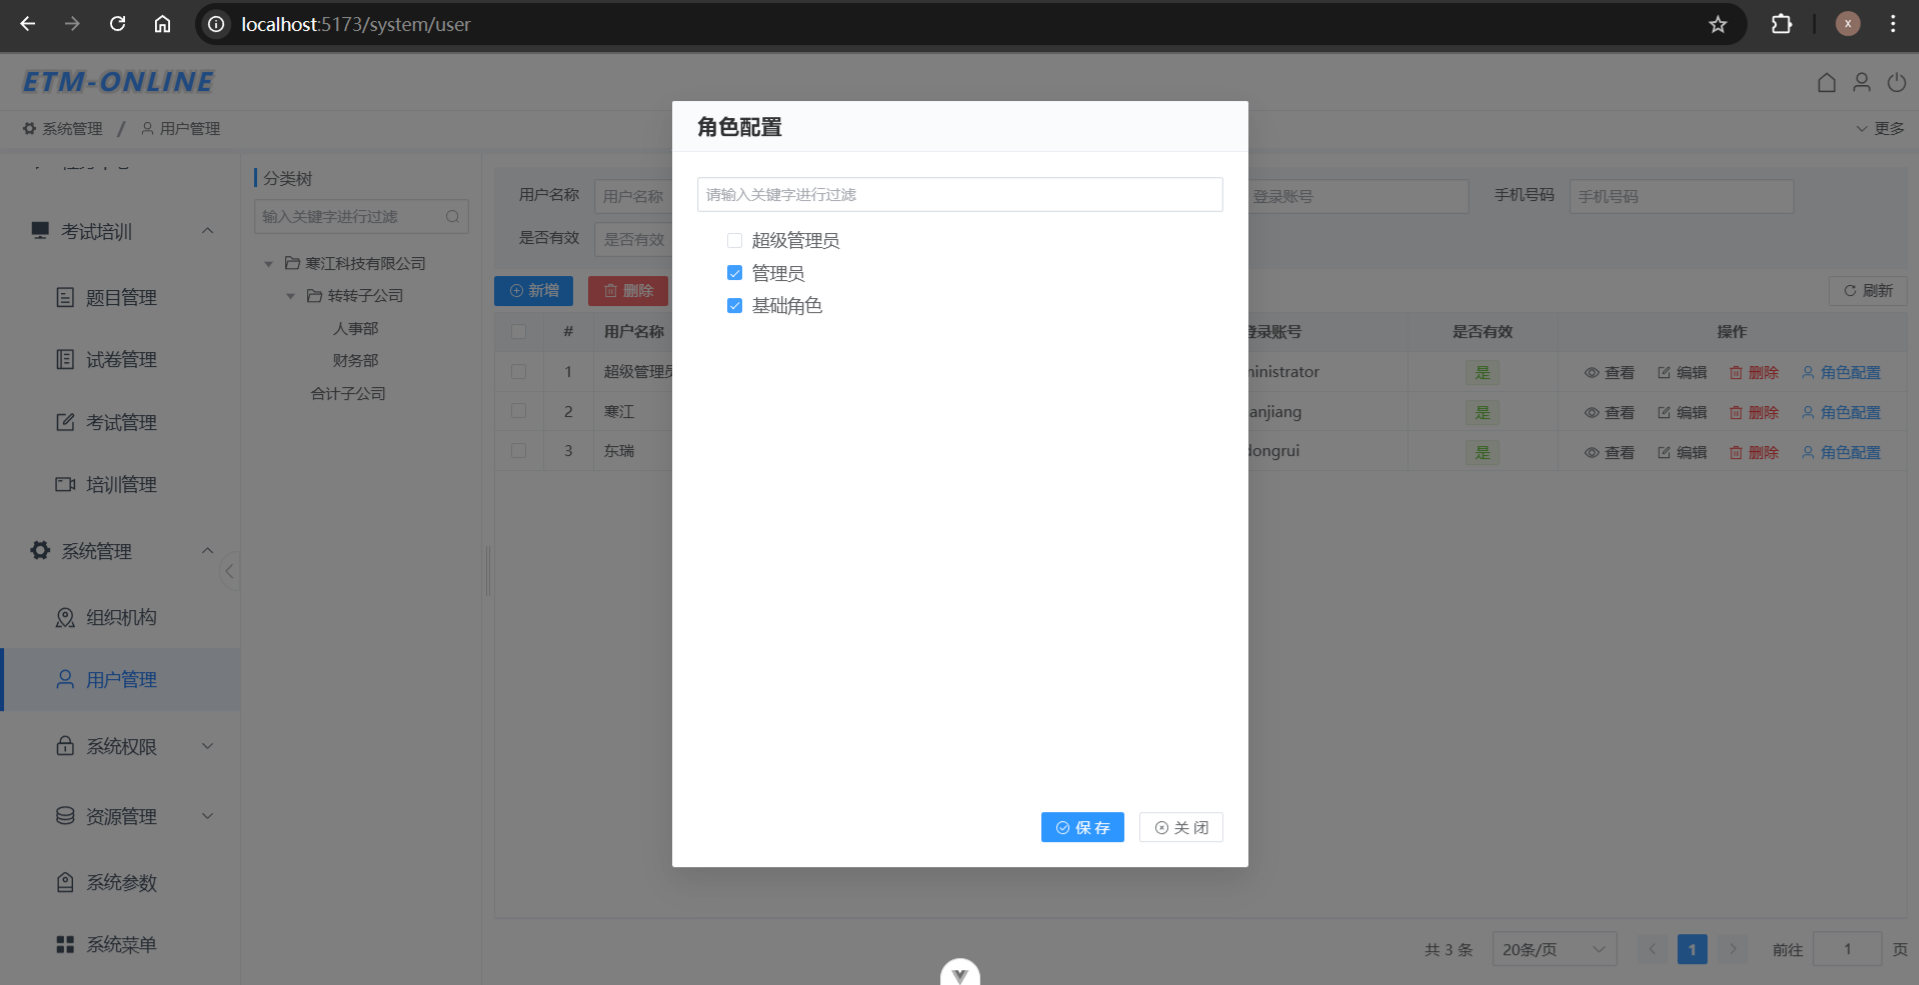 localhost:5173/system/user
x
ETM-ONLINE
系统管理 / 用户管理
更多
考试培训
题目管理
试卷管理
考试管理
培训管理
系统管理
组织机构
用户管理
系统权限
资源管理
系统参数
系统菜单
分类树
输入关键字进行过滤
寒江科技有限公司
转转子公司
人事部
财务部
合计子公司
用户名称 用户名称
登录账号
手机号码 手机号码
是否有效 是否有效
新增 删除
刷新
# 用户名称 登录账号 是否有效 操作
1 超级管理员 ministrator 是 查看 编辑 删除 角色配置
2 寒江 anjiang 是 查看 编辑 删除 角色配置
3 东瑞 dongrui 是 查看 编辑 删除 角色配置
角色配置
请输入关键字进行过滤
超级管理员
管理员
基础角色
保存 关闭
共 3 条 20条/页 1 前往 1 页